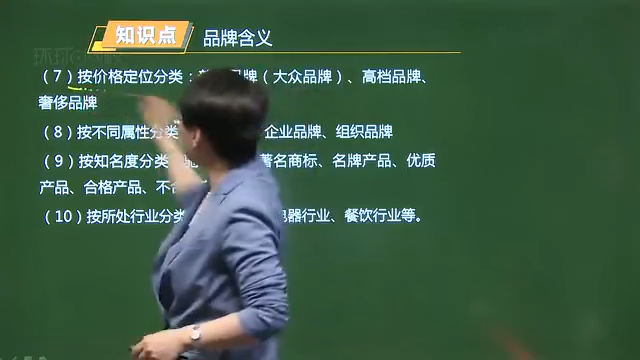 知识点 品牌含义
（7）按价格定位分类：品牌（大众品牌）、高档品牌、
奢侈品牌
（8）按不同属性分类 企业品牌、组织品牌
（9）按知名度分类 著名商标、名牌产品、优质
产品、合格产品、不
（10）按所处行业分类 电器行业、餐饮行业等。